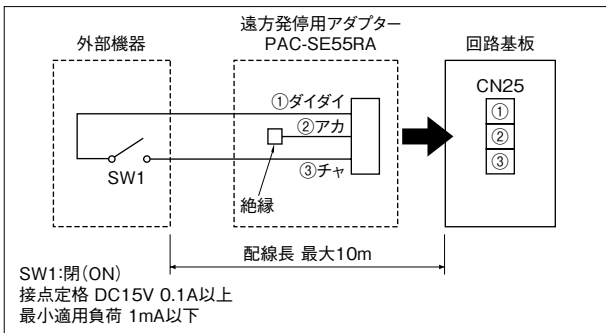 外部機器
遠方発停用アダプター
PAC-SE55RA
回路基板
CN25
①ダイダイ
②アカ
③チャ
①
②
③
SW1
絶縁
配線長 最大10m
SW1:閉(ON)
接点定格 DC15V 0.1A以上
最小適用負荷 1mA以下